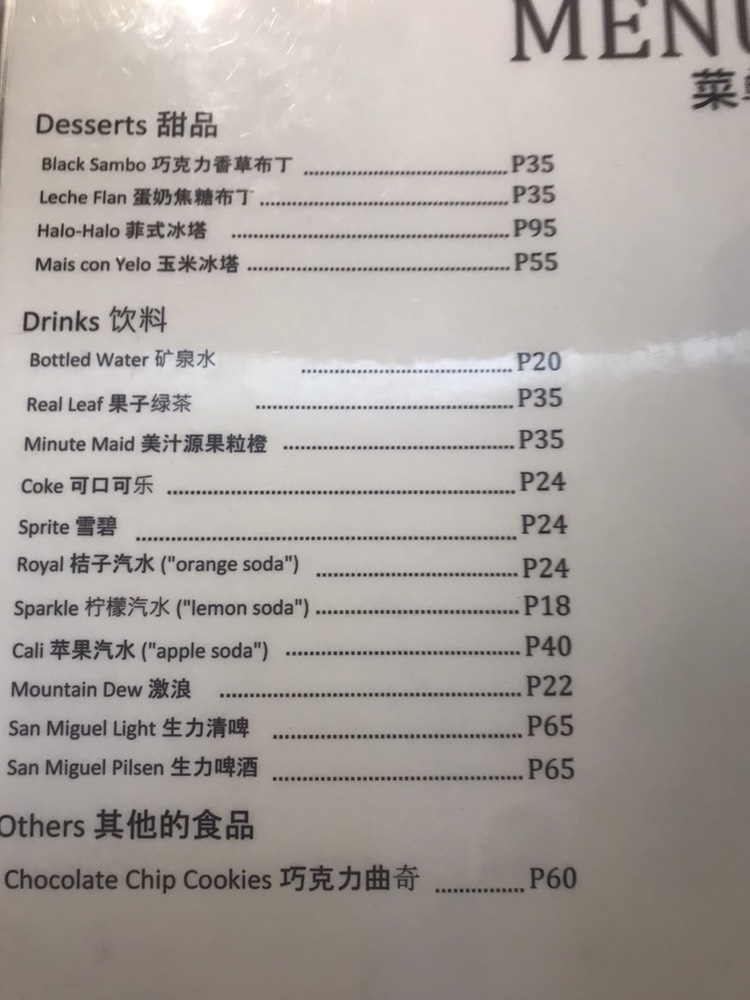 MENU
菜单
Desserts 甜品
Black Sambo 巧克力香草布丁 P35
Leche Flan 蛋奶焦糖布丁 P35
Halo-Halo 菲式冰塔 P95
Mais con Yelo 玉米冰塔 P55
Drinks 饮料
Bottled Water 矿泉水 P20
Real Leaf 果子绿茶 P35
Minute Maid 美汁源果粒橙 P35
Coke 可口可乐 P24
Sprite 雪碧 P24
Royal 桔子汽水 ("orange soda") P24
Sparkle 柠檬汽水 ("lemon soda") P18
Cali 苹果汽水 ("apple soda") P40
Mountain Dew 激浪 P22
San Miguel Light 生力清啤 P65
San Miguel Pilsen 生力啤酒 P65
Others 其他的食品
Chocolate Chip Cookies 巧克力曲奇 P60